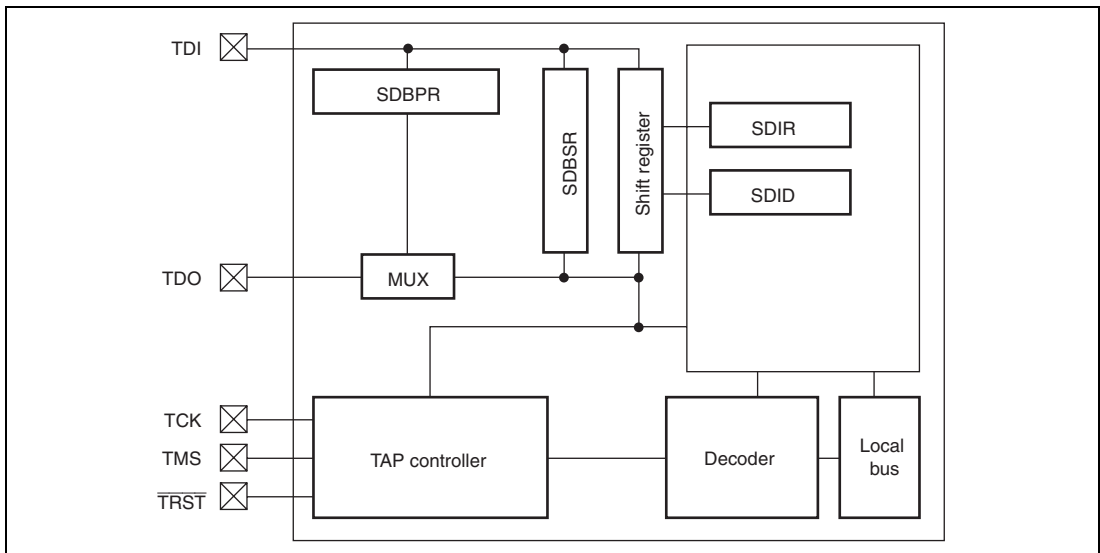 TDI
SDBPR
SDBSR
Shift register
SDIR
SDID
TDO
MUX
TCK
TMS
TRST
TAP controller
Decoder
Local
bus